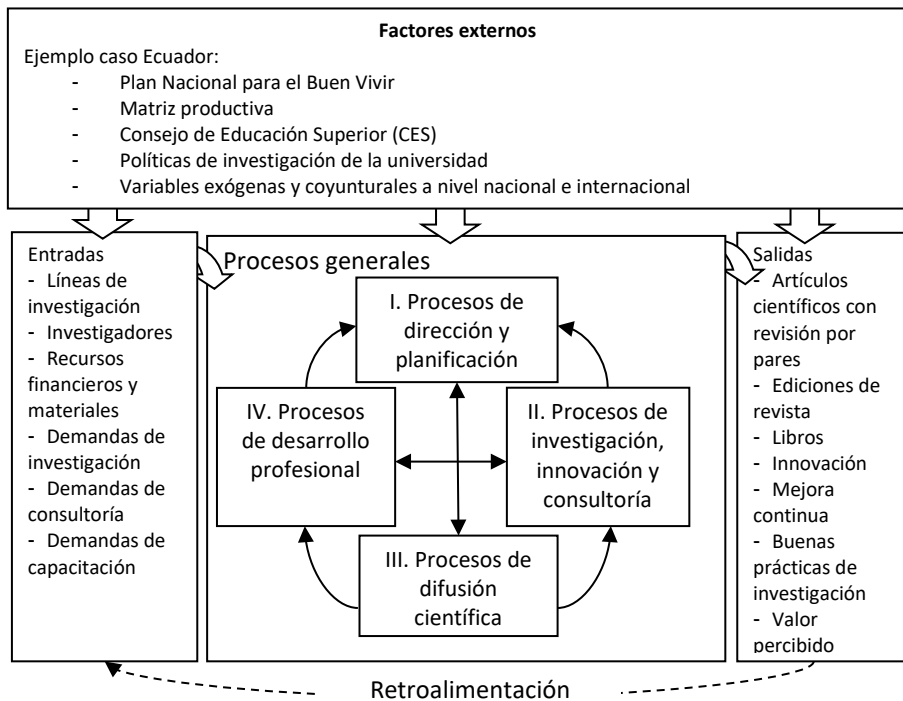 Factores externos
Ejemplo caso Ecuador:
- Plan Nacional para el Buen Vivir
- Matriz productiva
- Consejo de Educación Superior (CES)
- Políticas de investigación de la universidad
- Variables exógenas y coyunturales a nivel nacional e internacional
Entradas
- Líneas de
investigación
- Investigadores
- Recursos
financieros y
materiales
- Demandas de
investigación
- Demandas de
consultoría
- Demandas de
capacitación
Procesos generales
I. Procesos de
dirección y
planificación
IV. Procesos
de desarrollo
profesional
II. Procesos de
investigación,
innovación y
consultoría
III. Procesos de
difusión
científica
Salidas
- Artículos
científicos con
revisión por
pares
- Ediciones de
revista
- Libros
- Innovación
- Mejora
continua
- Buenas
prácticas de
investigación
- Valor
percibido
Retroalimentación